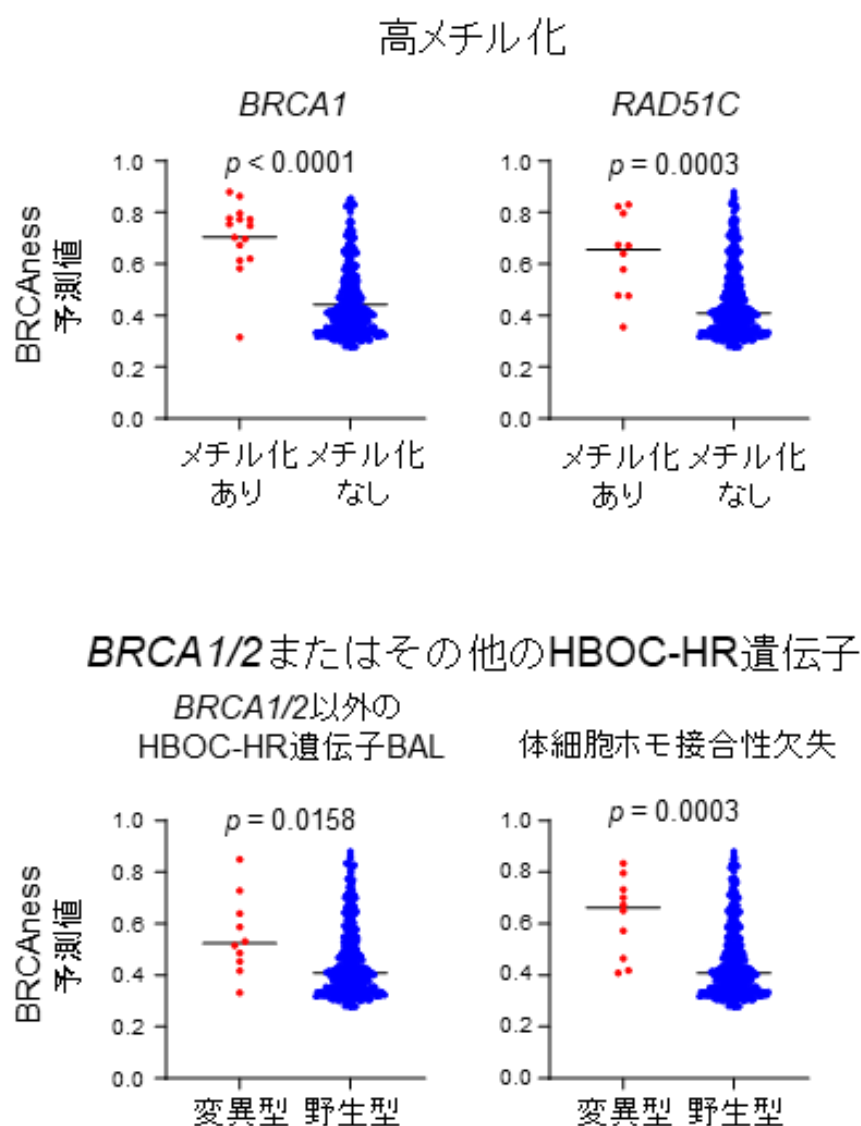 高メチル化
BRCA1
RAD51C
p < 0.0001
p = 0.0003
BRCAness
予測値
1.0
0.8
0.6
0.4
0.2
0.0
1.0
0.8
0.6
0.4
0.2
0.0
メチル化
あり
メチル化
なし
メチル化
あり
メチル化
なし
BRCA1/2またはその他のHBOC-HR遺伝子
BRCA1/2以外の
HBOC-HR遺伝子BAL
体細胞ホモ接合性欠失
p = 0.0158
p = 0.0003
BRCAness
予測値
1.0
0.8
0.6
0.4
0.2
0.0
1.0
0.8
0.6
0.4
0.2
0.0
変異型 野生型
変異型 野生型